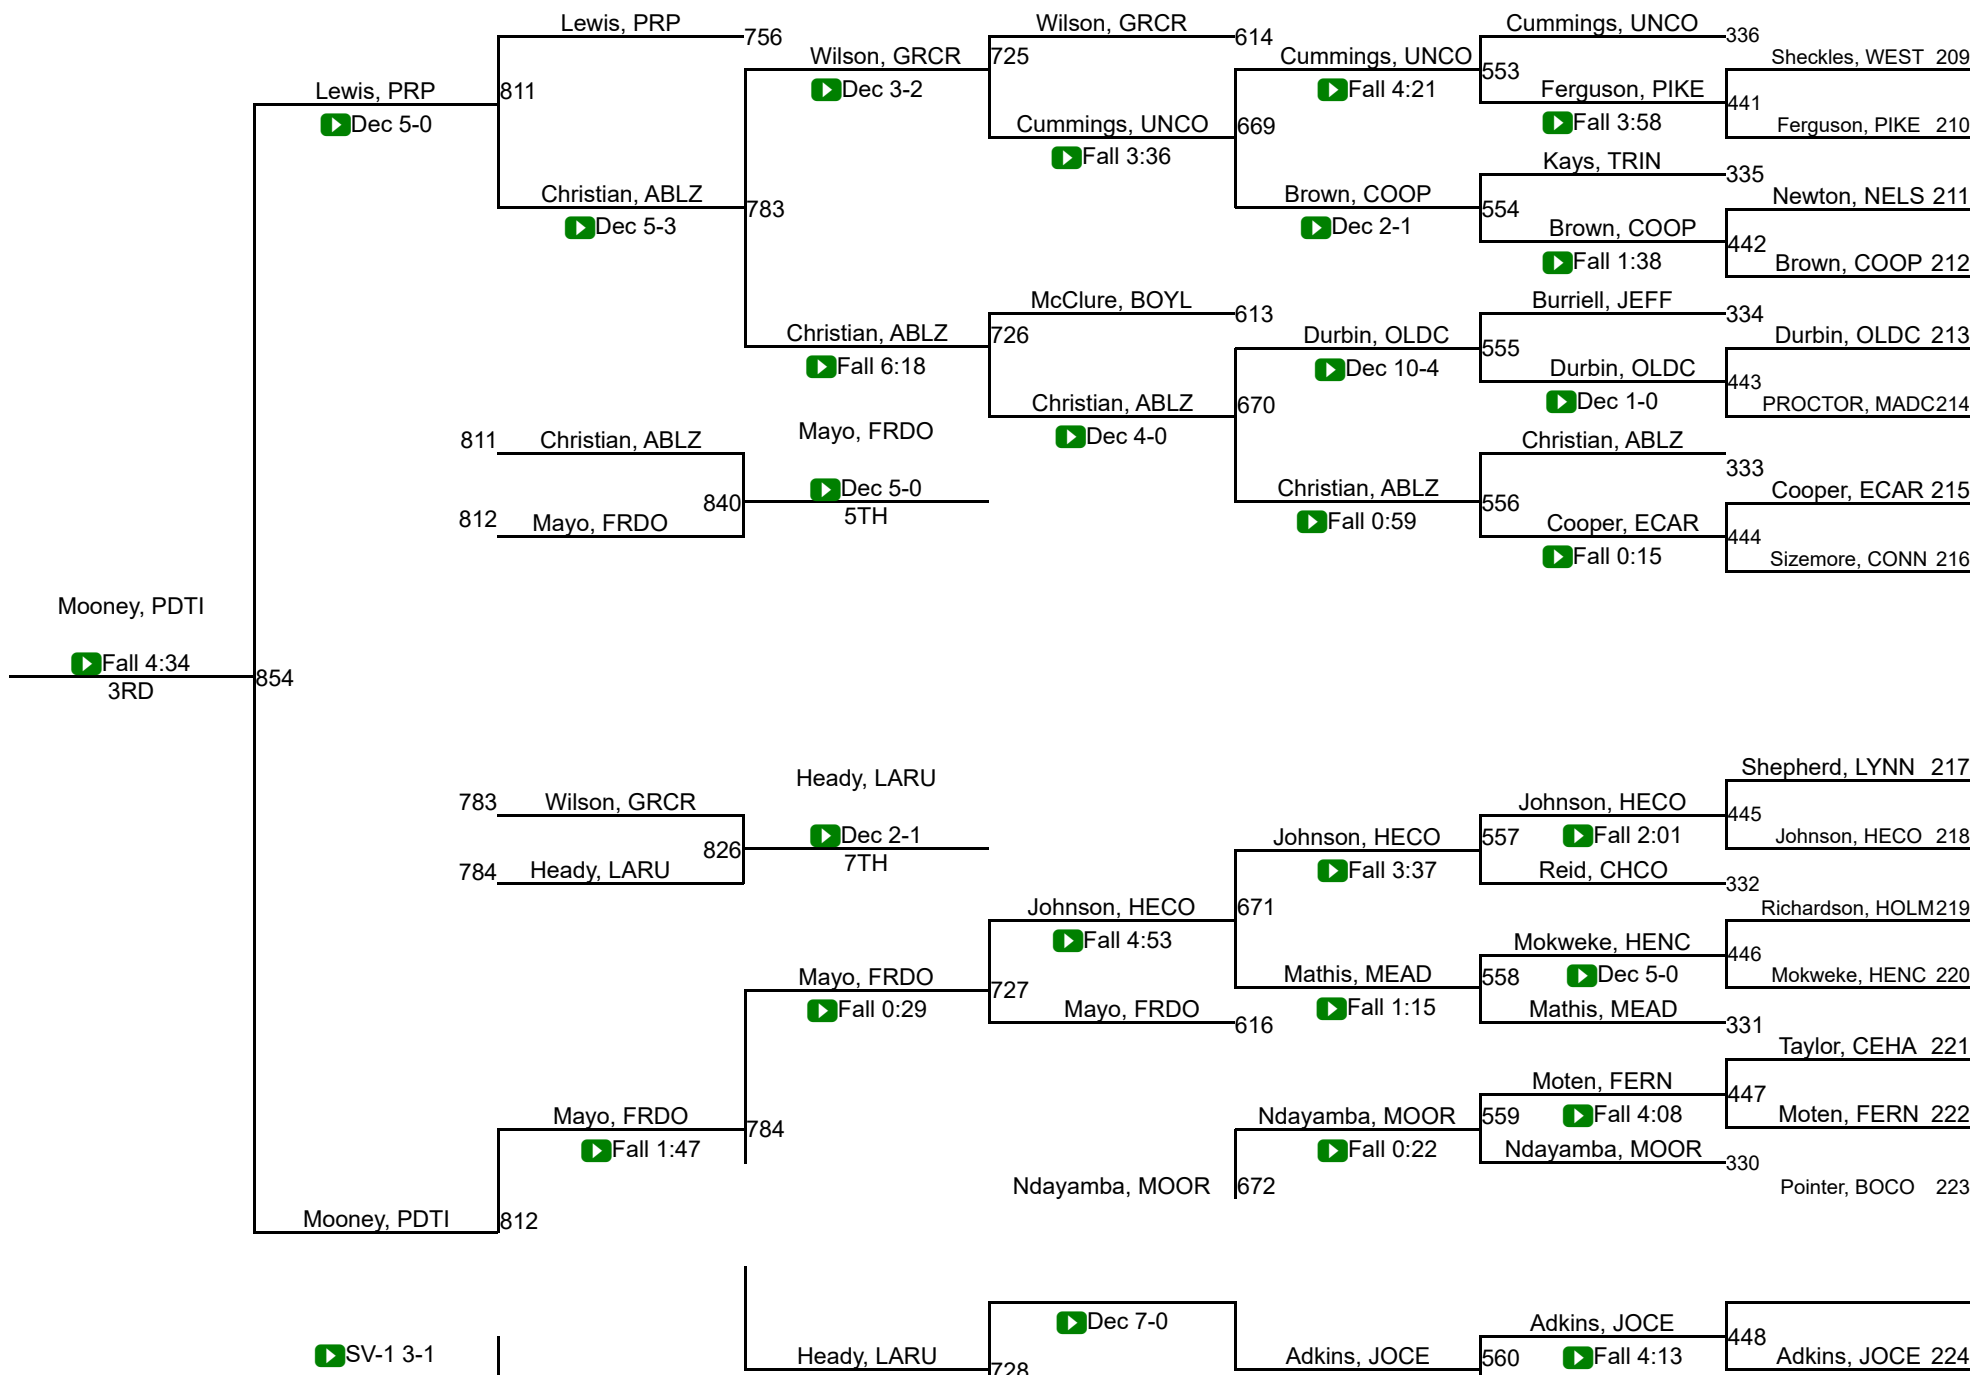 Lewis, PRP
756
Wilson, GRCR
614
Cummings, UNCO
336
Wilson, GRCR
725
Cummings, UNCO
553
Sheckles, WEST 209
Lewis, PRP
811
Dec 3-2
Fall 4:21
Ferguson, PIKE
441
Dec 5-0
Cummings, UNCO
669
Fall 3:58
Ferguson, PIKE 210
Fall 3:36
Kays, TRIN
335
Christian, ABLZ
783
Brown, COOP
554
Newton, NELS 211
Dec 5-3
Dec 2-1
Brown, COOP
442
Fall 1:38
Brown, COOP 212
McClure, BOYL
613
Burriell, JEFF
334
Christian, ABLZ
726
Durbin, OLDC
555
Durbin, OLDC 213
Fall 6:18
Dec 10-4
Durbin, OLDC
443
Christian, ABLZ
670
Dec 1-0
PROCTOR, MADC214
811
Christian, ABLZ
Mayo, FRDO
Dec 4-0
Christian, ABLZ
333
840
Dec 5-0
Christian, ABLZ
556
Cooper, ECAR 215
812
Mayo, FRDO
5TH
Fall 0:59
Cooper, ECAR
444
Fall 0:15
Sizemore, CONN 216
Mooney, PDTI
Fall 4:34
854
3RD
Heady, LARU
Shepherd, LYNN 217
783
Wilson, GRCR
Johnson, HECO
445
826
Dec 2-1
Johnson, HECO
557
Fall 2:01
Johnson, HECO 218
784
Heady, LARU
7TH
Fall 3:37
Reid, CHCO
332
Johnson, HECO
671
Richardson, HOLM219
Fall 4:53
Mokweke, HENC
446
Mayo, FRDO
727
Mathis, MEAD
558
Dec 5-0
Mokweke, HENC 220
Fall 0:29
Mayo, FRDO
616
Fall 1:15
Mathis, MEAD
331
Taylor, CEHA 221
Moten, FERN
447
Mayo, FRDO
784
Ndayamba, MOOR
559
Fall 4:08
Moten, FERN 222
Fall 1:47
Fall 0:22
Ndayamba, MOOR
330
Ndayamba, MOOR
672
Pointer, BOCO 223
Mooney, PDTI
812
Dec 7-0
Adkins, JOCE
448
SV-1 3-1
Heady, LARU
728
Adkins, JOCE
560
Fall 4:13
Adkins, JOCE 224